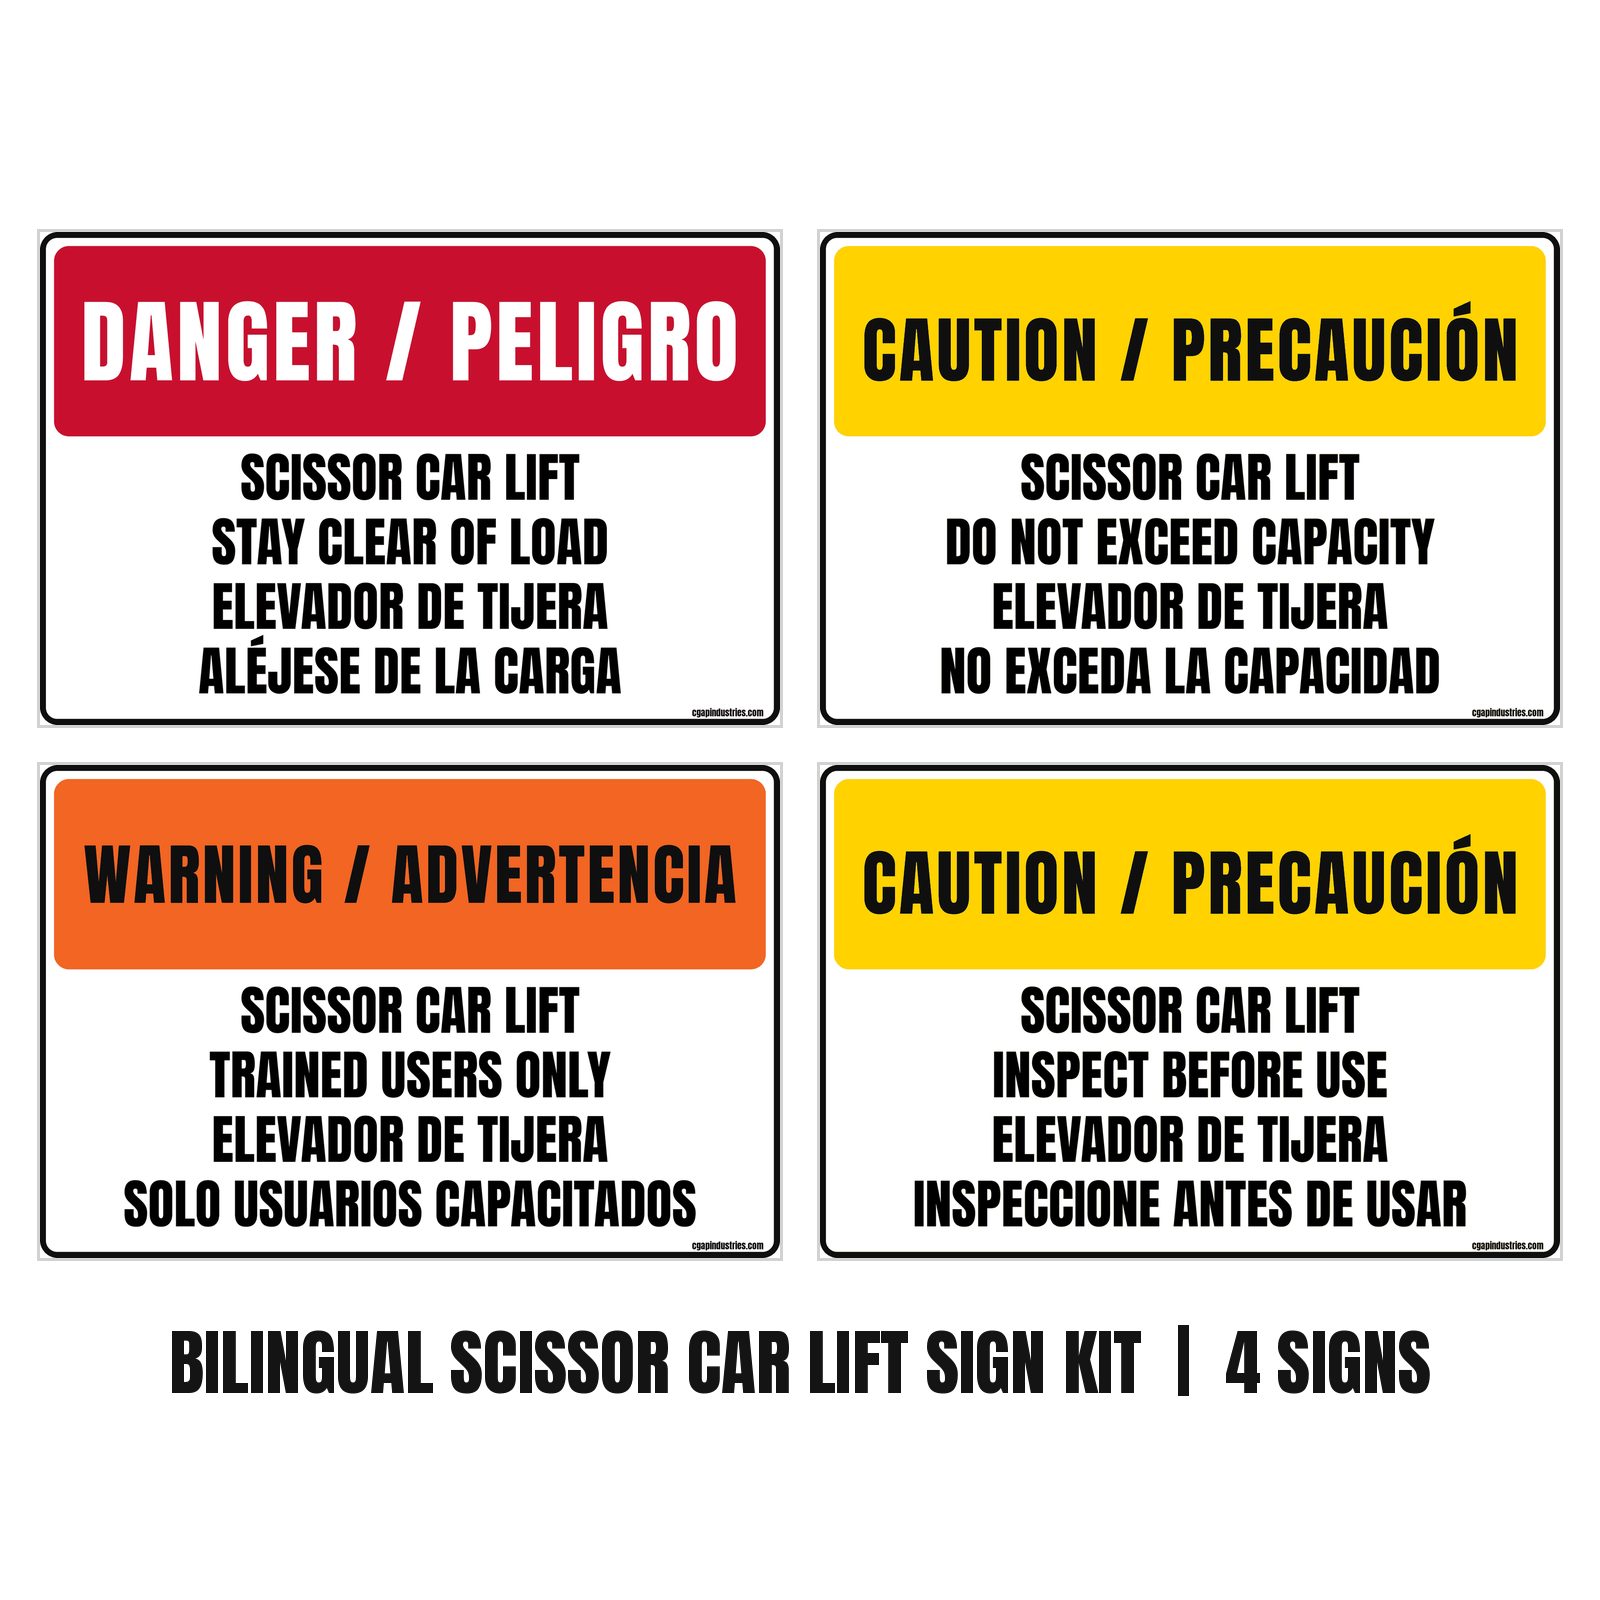 DANGER / PELIGRO
SCISSOR CAR LIFT
STAY CLEAR OF LOAD
ELEVADOR DE TIJERA
ALÉJESE DE LA CARGA
cgapindustries.com
CAUTION / PRECAUCIÓN
SCISSOR CAR LIFT
DO NOT EXCEED CAPACITY
ELEVADOR DE TIJERA
NO EXCEDA LA CAPACIDAD
cgapindustries.com
WARNING / ADVERTENCIA
SCISSOR CAR LIFT
TRAINED USERS ONLY
ELEVADOR DE TIJERA
SOLO USUARIOS CAPACITADOS
cgapindustries.com
CAUTION / PRECAUCIÓN
SCISSOR CAR LIFT
INSPECT BEFORE USE
ELEVADOR DE TIJERA
INSPECCIONE ANTES DE USAR
cgapindustries.com
BILINGUAL SCISSOR CAR LIFT SIGN KIT | 4 SIGNS